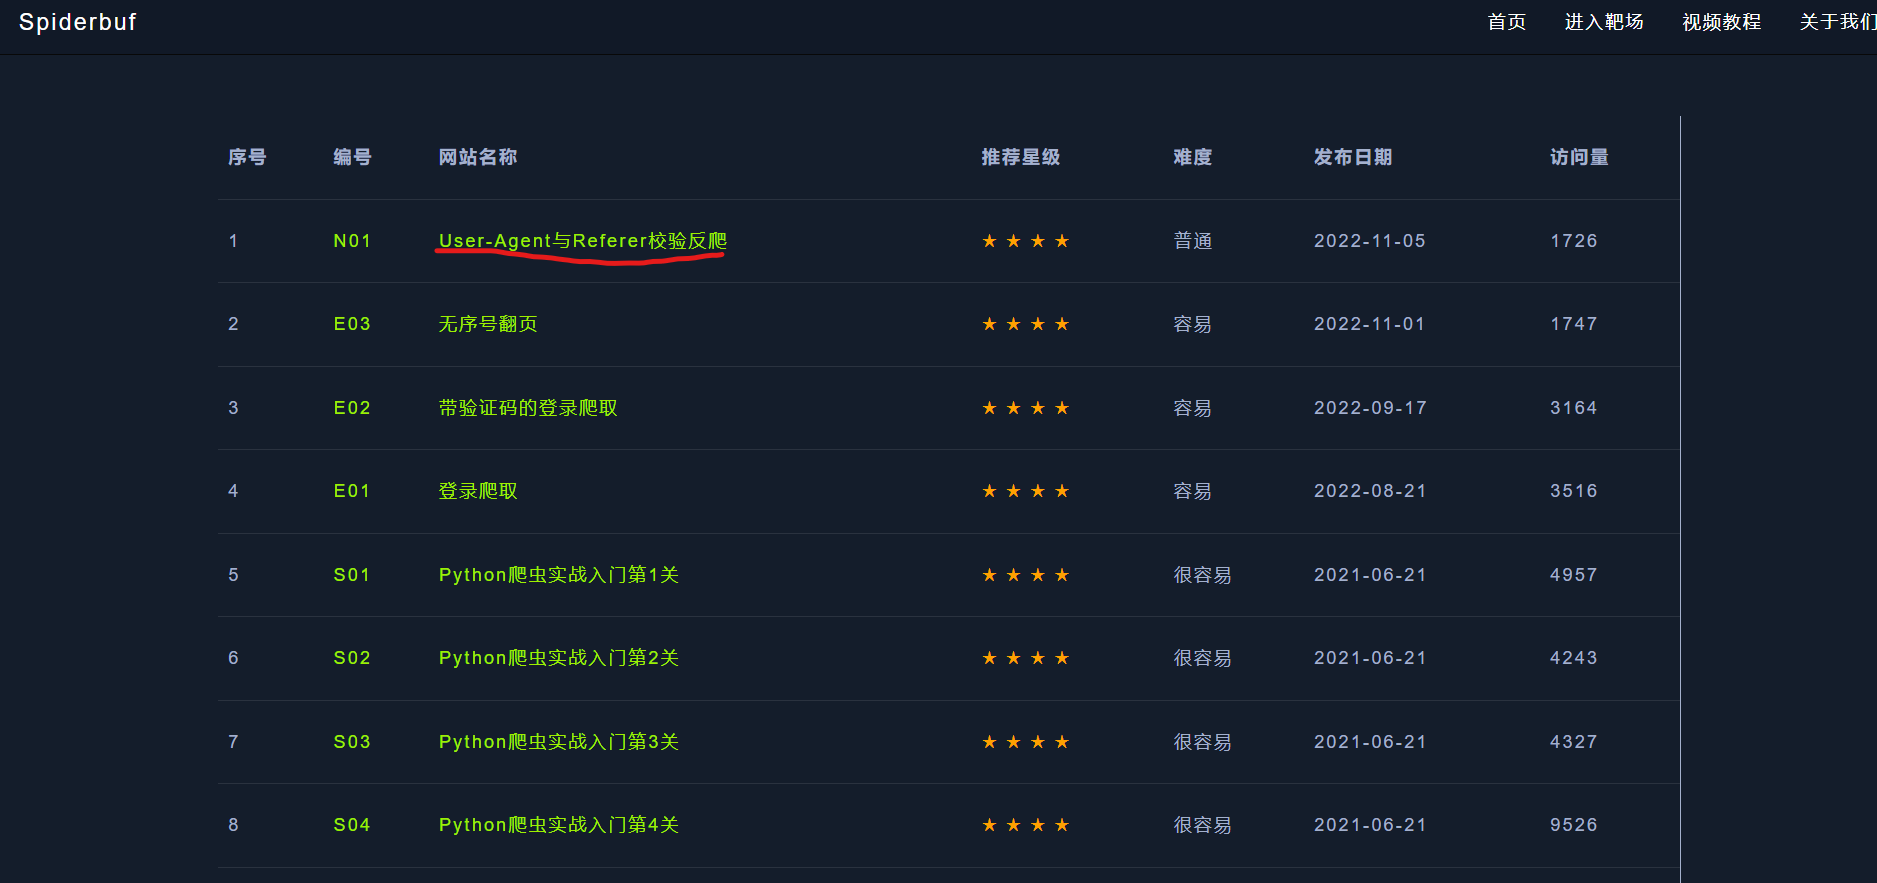 Spiderbuf 首页 进入靶场 视频教程 关于我们
序号 编号 网站名称 推荐星级 难度 发布日期 访问量
1 N01 User-Agent与Referer校验反爬 ★ ★ ★ ★ 普通 2022-11-05 1726
2 E03 无序号翻页 ★ ★ ★ ★ 容易 2022-11-01 1747
3 E02 带验证码的登录爬取 ★ ★ ★ ★ 容易 2022-09-17 3164
4 E01 登录爬取 ★ ★ ★ ★ 容易 2022-08-21 3516
5 S01 Python爬虫实战入门第1关 ★ ★ ★ ★ 很容易 2021-06-21 4957
6 S02 Python爬虫实战入门第2关 ★ ★ ★ ★ 很容易 2021-06-21 4243
7 S03 Python爬虫实战入门第3关 ★ ★ ★ ★ 很容易 2021-06-21 4327
8 S04 Python爬虫实战入门第4关 ★ ★ ★ ★ 很容易 2021-06-21 9526